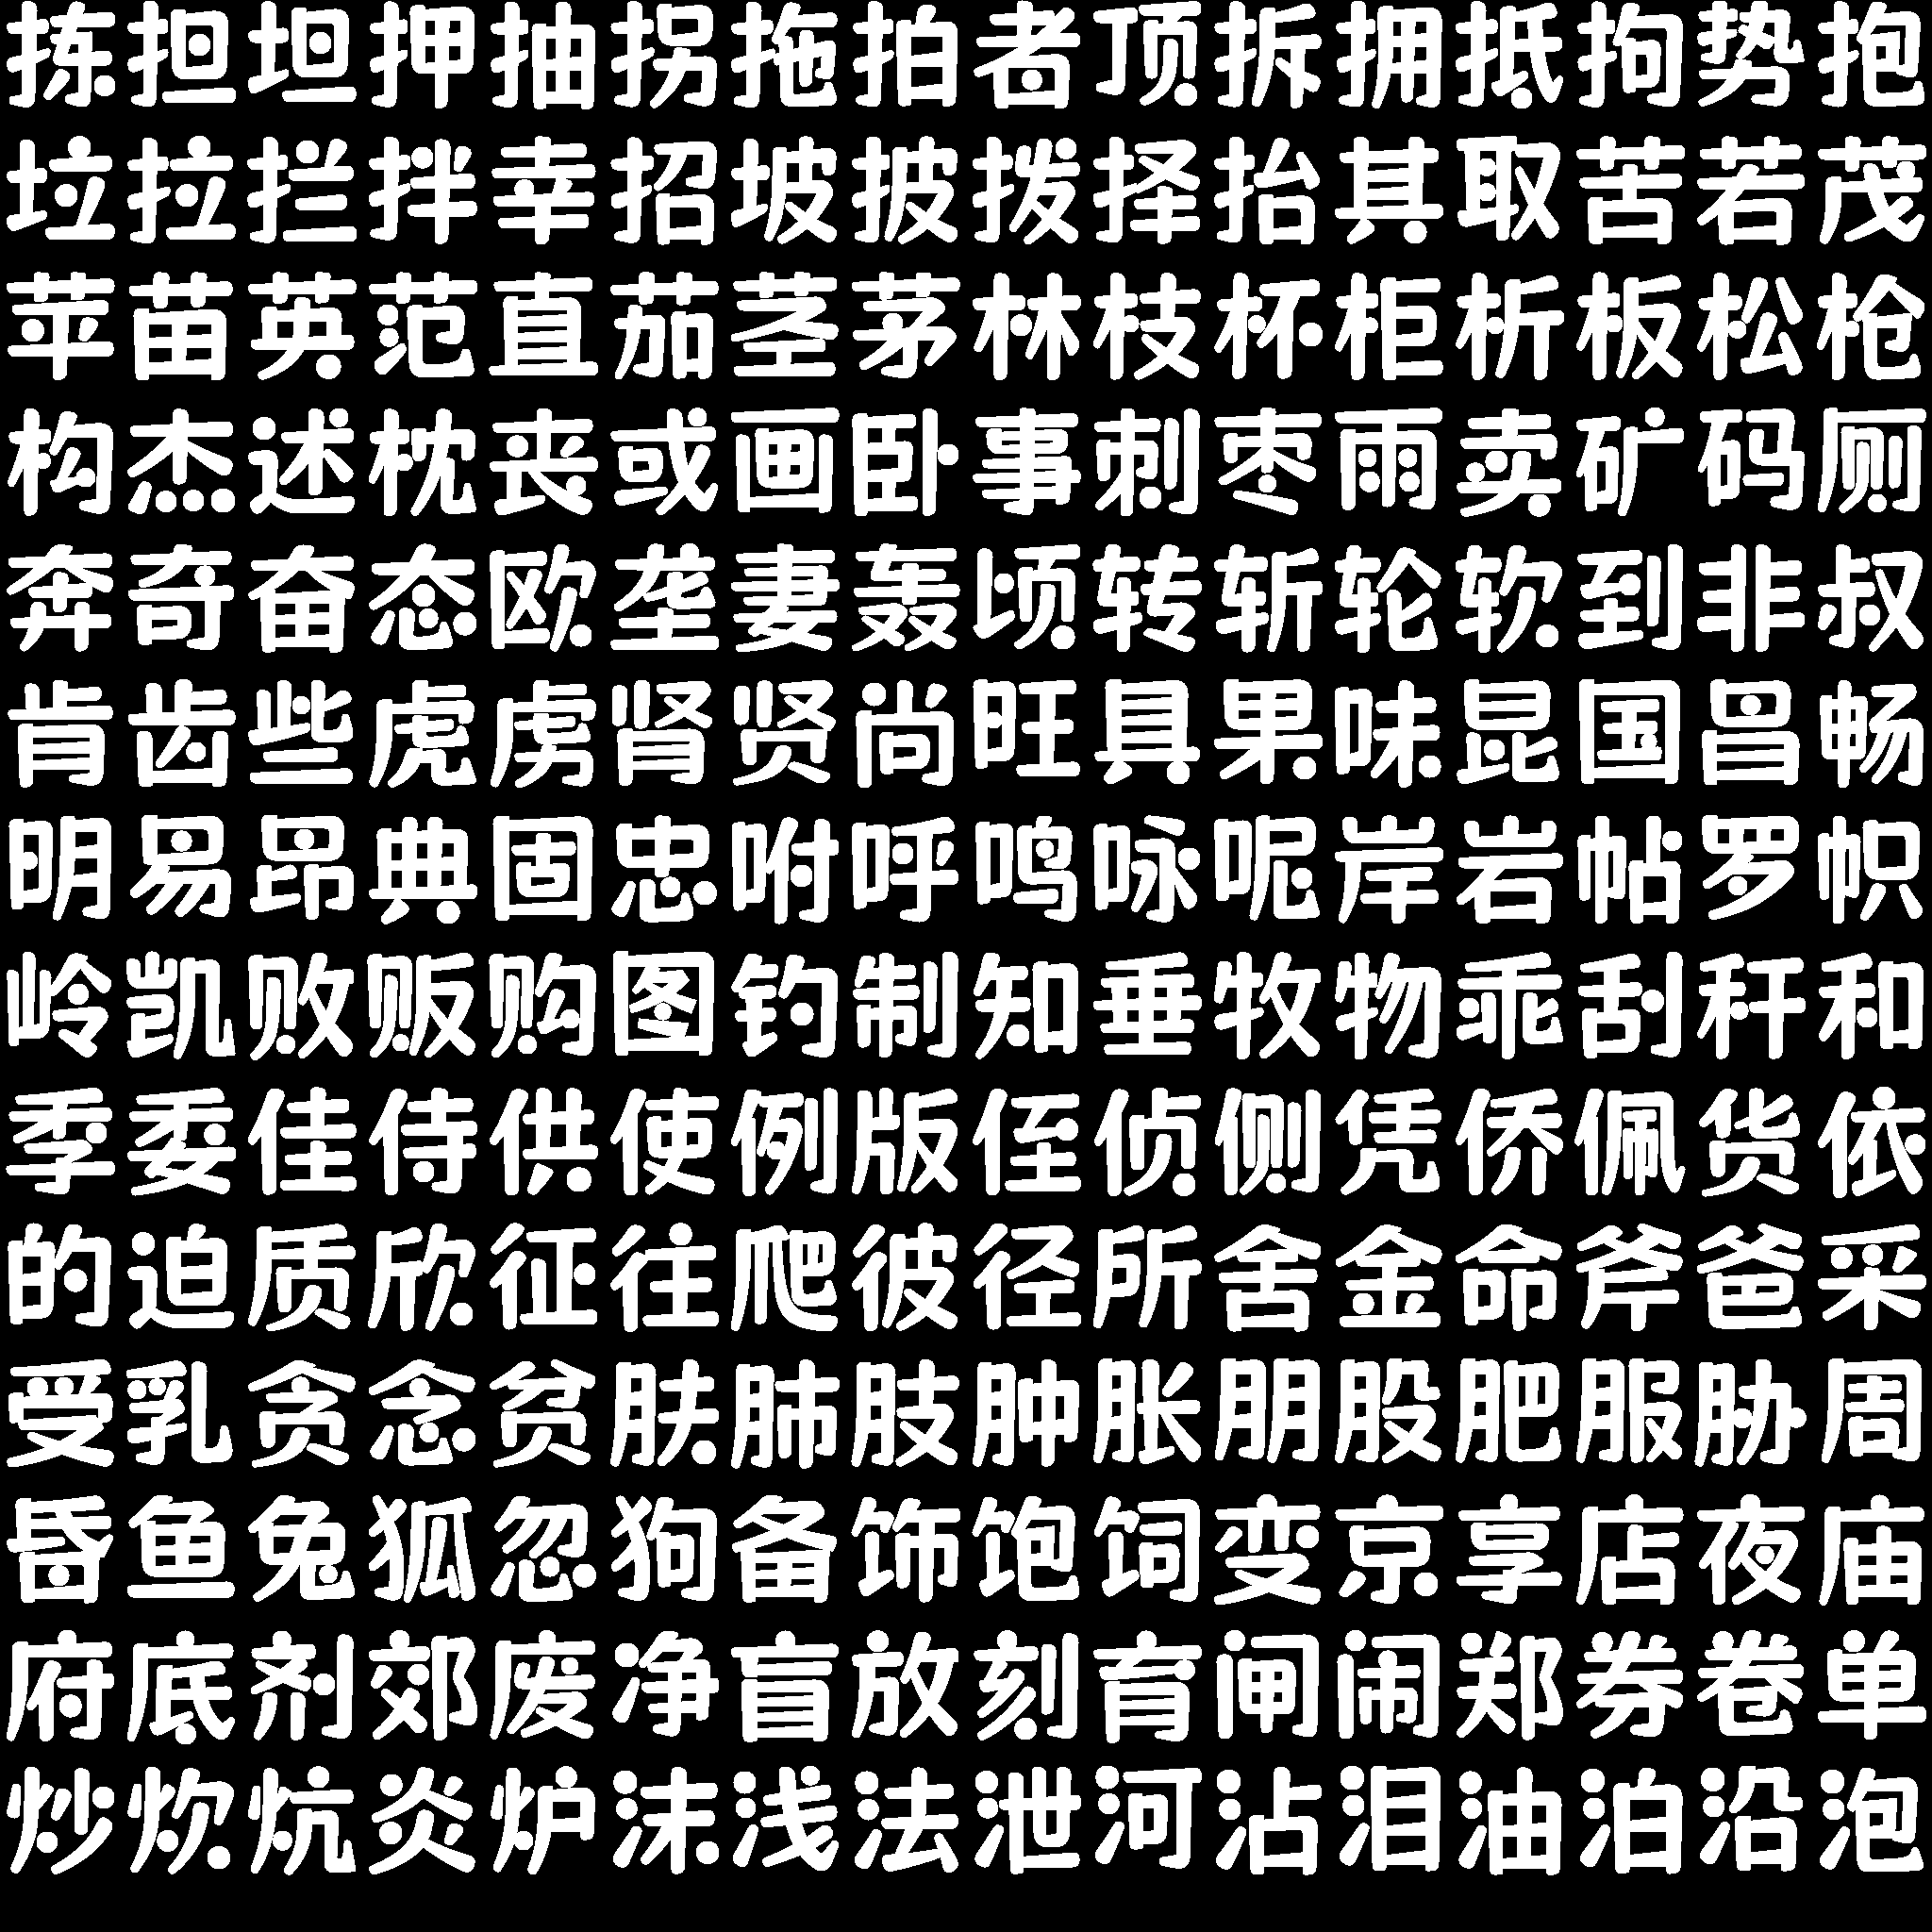 拣担坦押抽拐拖拍者顶拆拥抵拘势抱
垃拉拦拌幸招坡披拨择抬其取苦若茂
苹苗英范直茄茎茅林枝杯柜析板松枪
构杰述枕丧或画卧事刺枣雨卖矿码厕
奔奇奋态欧垄妻轰顷转斩轮软到非叔
肯齿些虎虏肾贤尚旺具果味昆国昌畅
明易昂典固忠咐呼鸣咏呢岸岩帖罗帜
岭凯败贩购图钓制知垂牧物乖刮秆和
季委佳侍供使例版侄侦侧凭侨佩货依
的迫质欣征往爬彼径所舍金命斧爸采
受乳贪念贫肤肺肢肿胀朋股肥服胁周
昏鱼兔狐忽狗备饰饱饲变京享店夜庙
府底剂郊废净盲放刻育闸闹郑券卷单
炒炊炕炎炉沫浅法泄河沾泪油泊沿泡